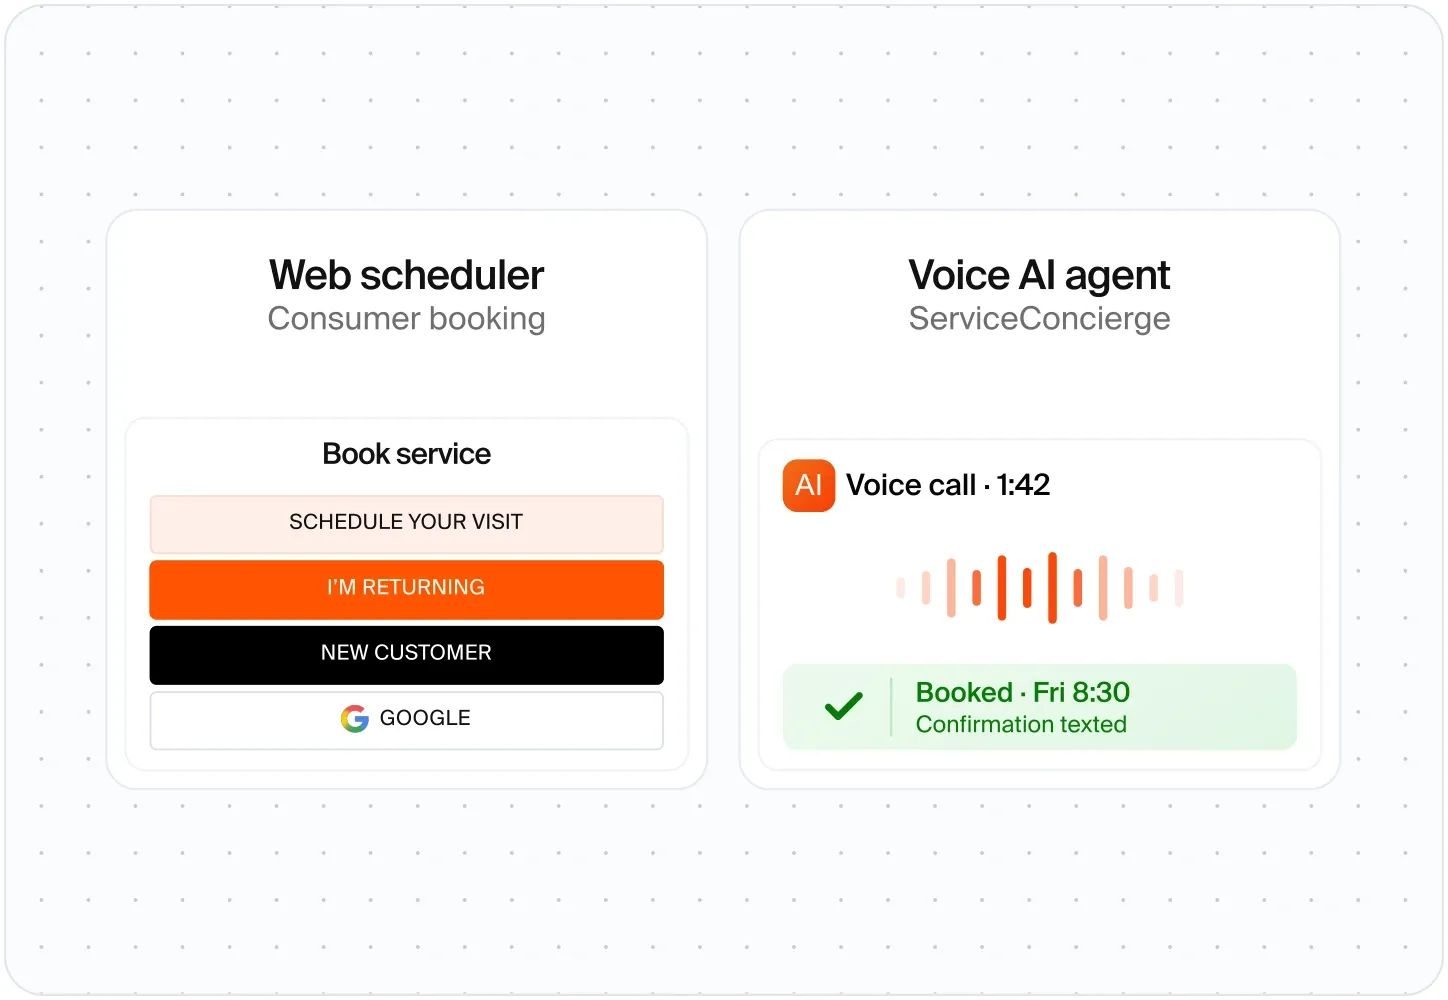 Web scheduler
Consumer booking
Book service
SCHEDULE YOUR VISIT
I'M RETURNING
NEW CUSTOMER
GOOGLE
Voice AI agent
ServiceConcierge
AI Voice call · 1:42
Booked · Fri 8:30
Confirmation texted